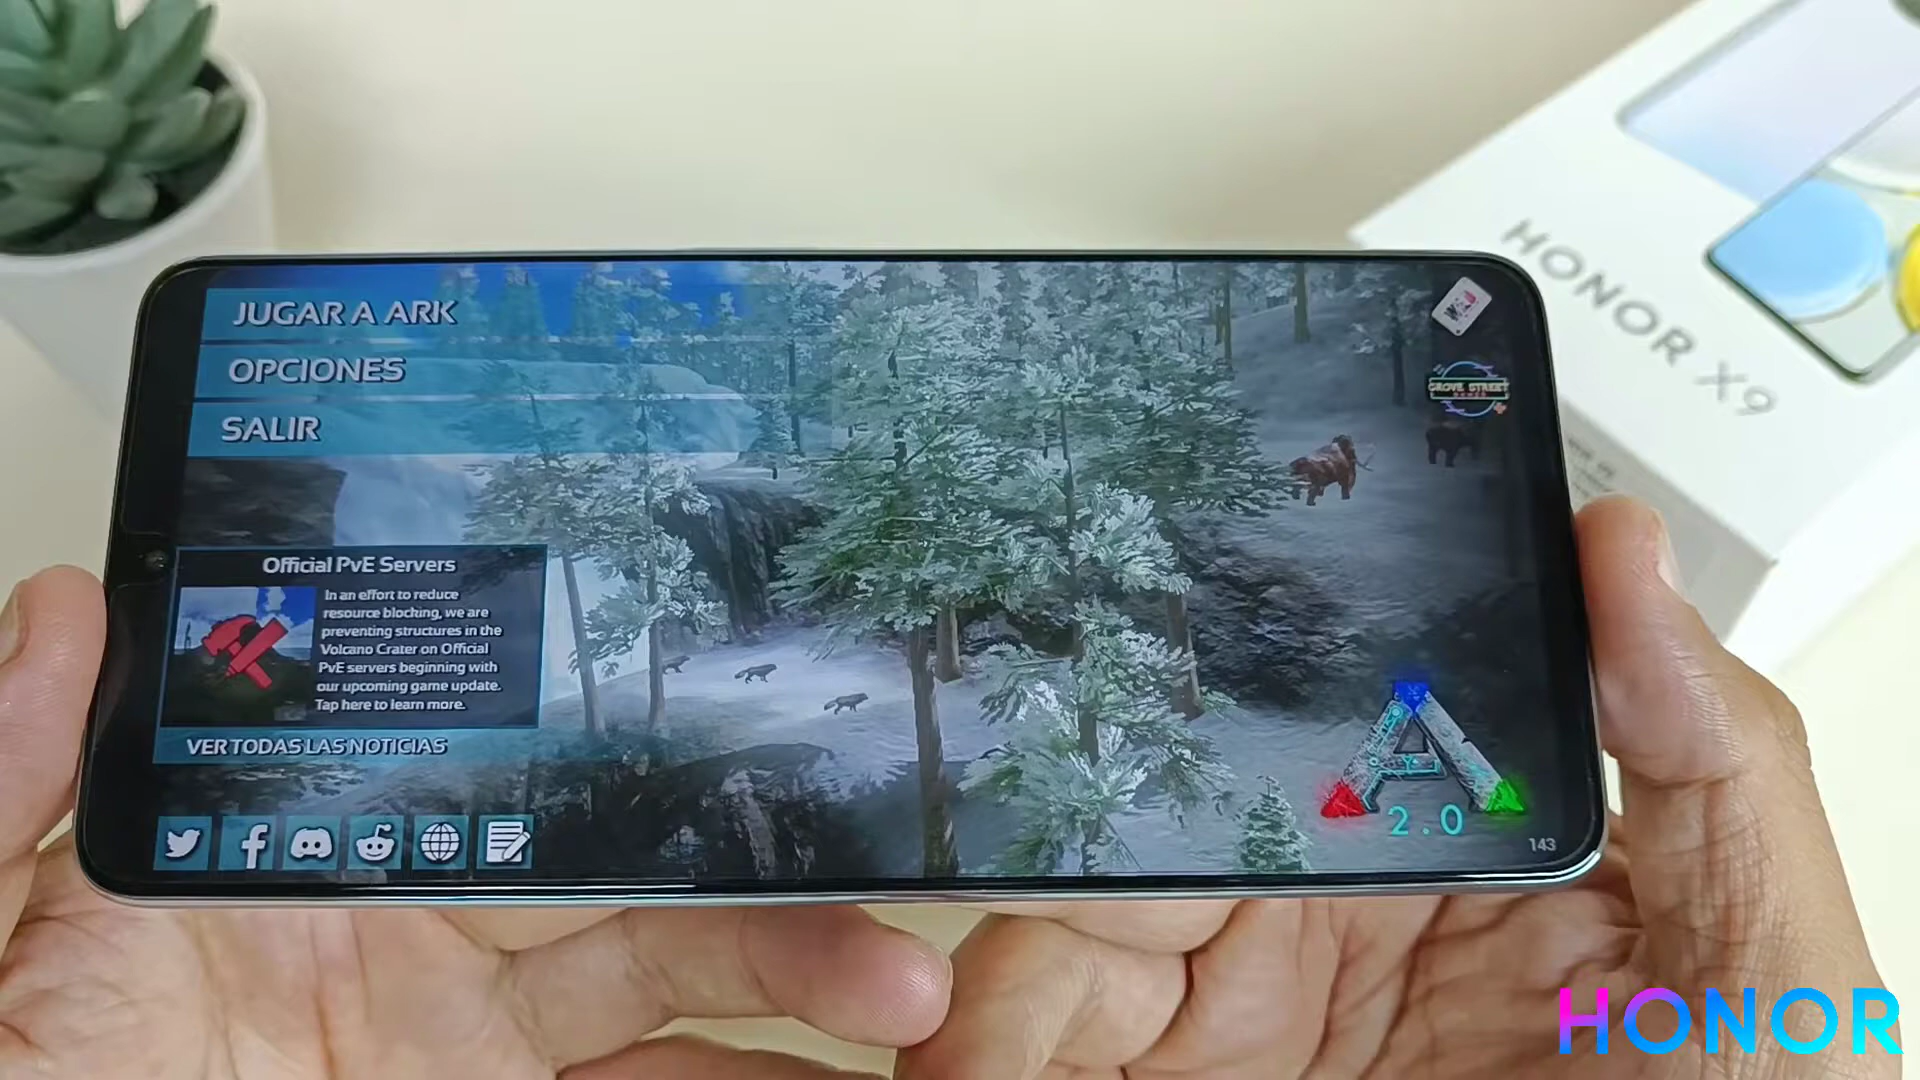 JUGAR A ARK
OPCIONES
SALIR
Official PvE Servers
In an effort to reduce
resource blocking, we are
preventing structures in the
Volcano Crater on Official
PvE servers beginning with
our upcoming game update.
Tap here to learn more.
VER TODAS LAS NOTICIAS
GROVE STREET
GAMES
2.0
143
HONOR X9
HONOR